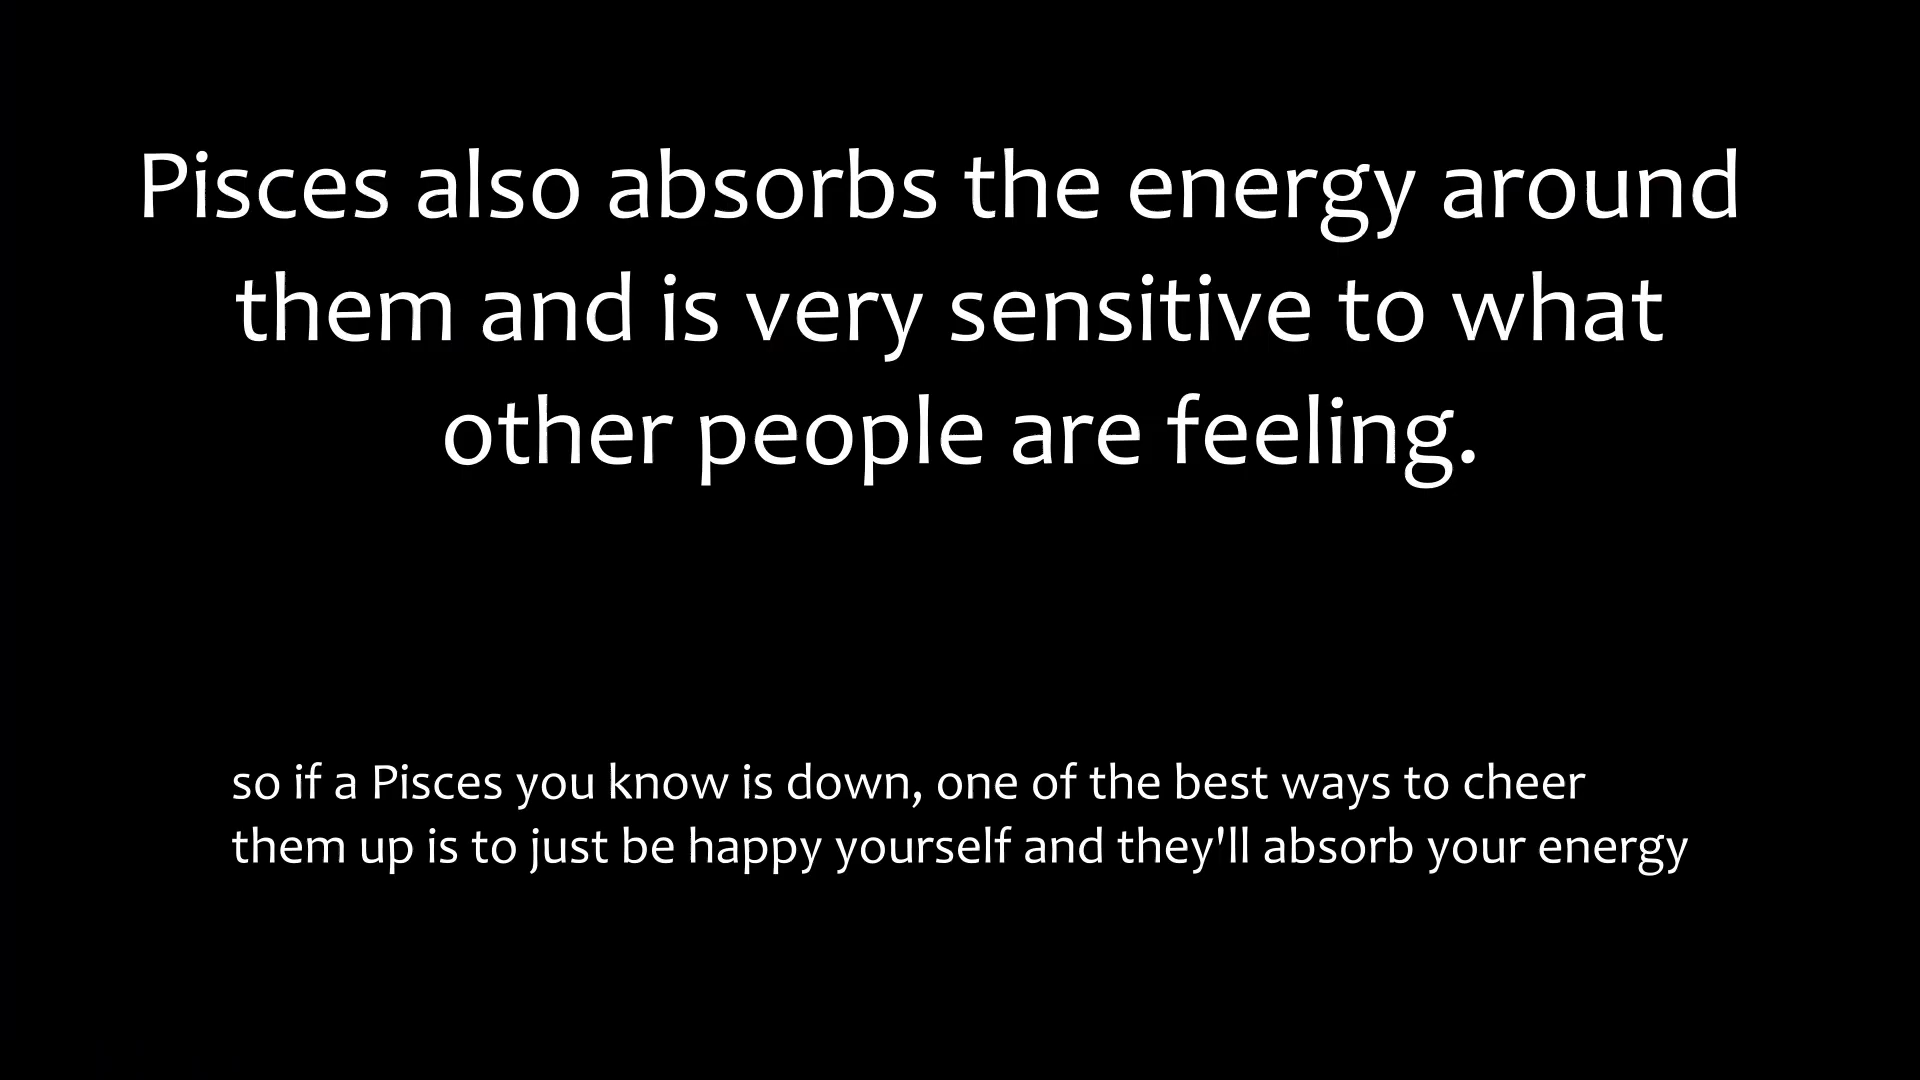 Pisces also absorbs the energy around
them and is very sensitive to what
other people are feeling.
so if a Pisces you know is down, one of the best ways to cheer
them up is to just be happy yourself and they'll absorb your energy